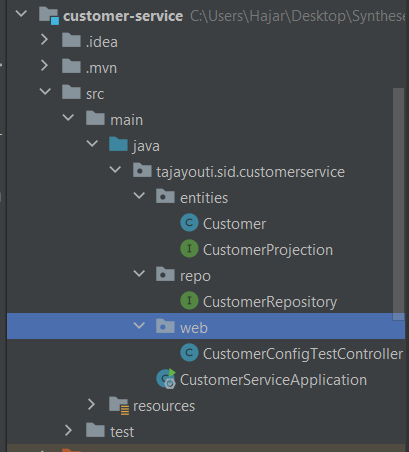 customer-service C:\Users\Hajar\Desktop\Synthese
.idea
.mvn
src
main
java
tajayouti.sid.customerservice
entities
C Customer
I CustomerProjection
repo
I CustomerRepository
web
C CustomerConfigTestController
CustomerServiceApplication
resources
test